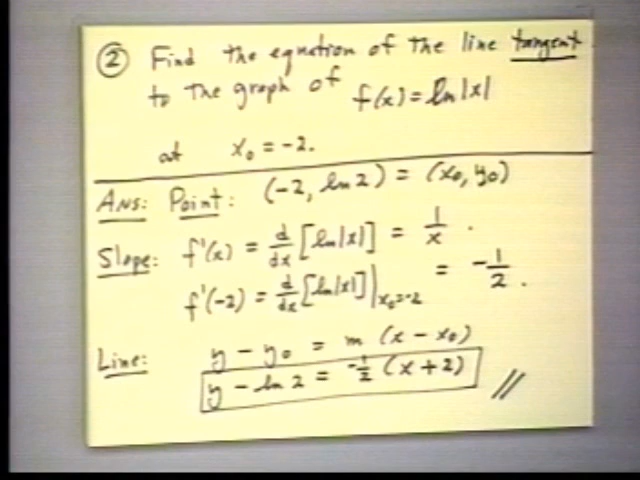 ② Find the equation of the line tangent
to the graph of f(x) = ln|x|
at x₀ = -2.
Ans: Point: (-2, ln 2) = (x₀, y₀)
Slope: f'(x) = d/dx [ln|x|] = 1/x .
f'(-2) = d/dx [ln|x|] |x₀=-2 = -1/2 .
Line: y - y₀ = m (x - x₀)
y - ln 2 = -1/2 (x + 2) //